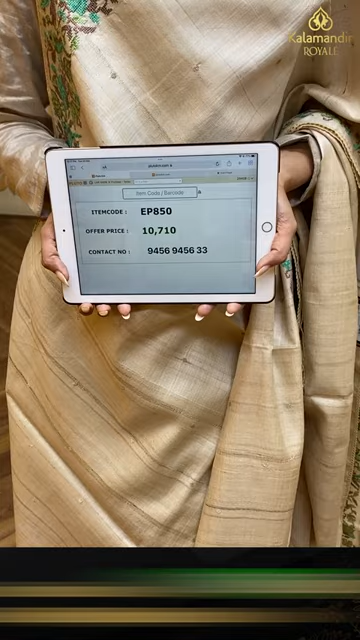 Kalamandir
ROYALE
Item Code / Barcode
ITEMCODE : EP850
OFFER PRICE : 10,710
CONTACT NO : 9456 9456 33